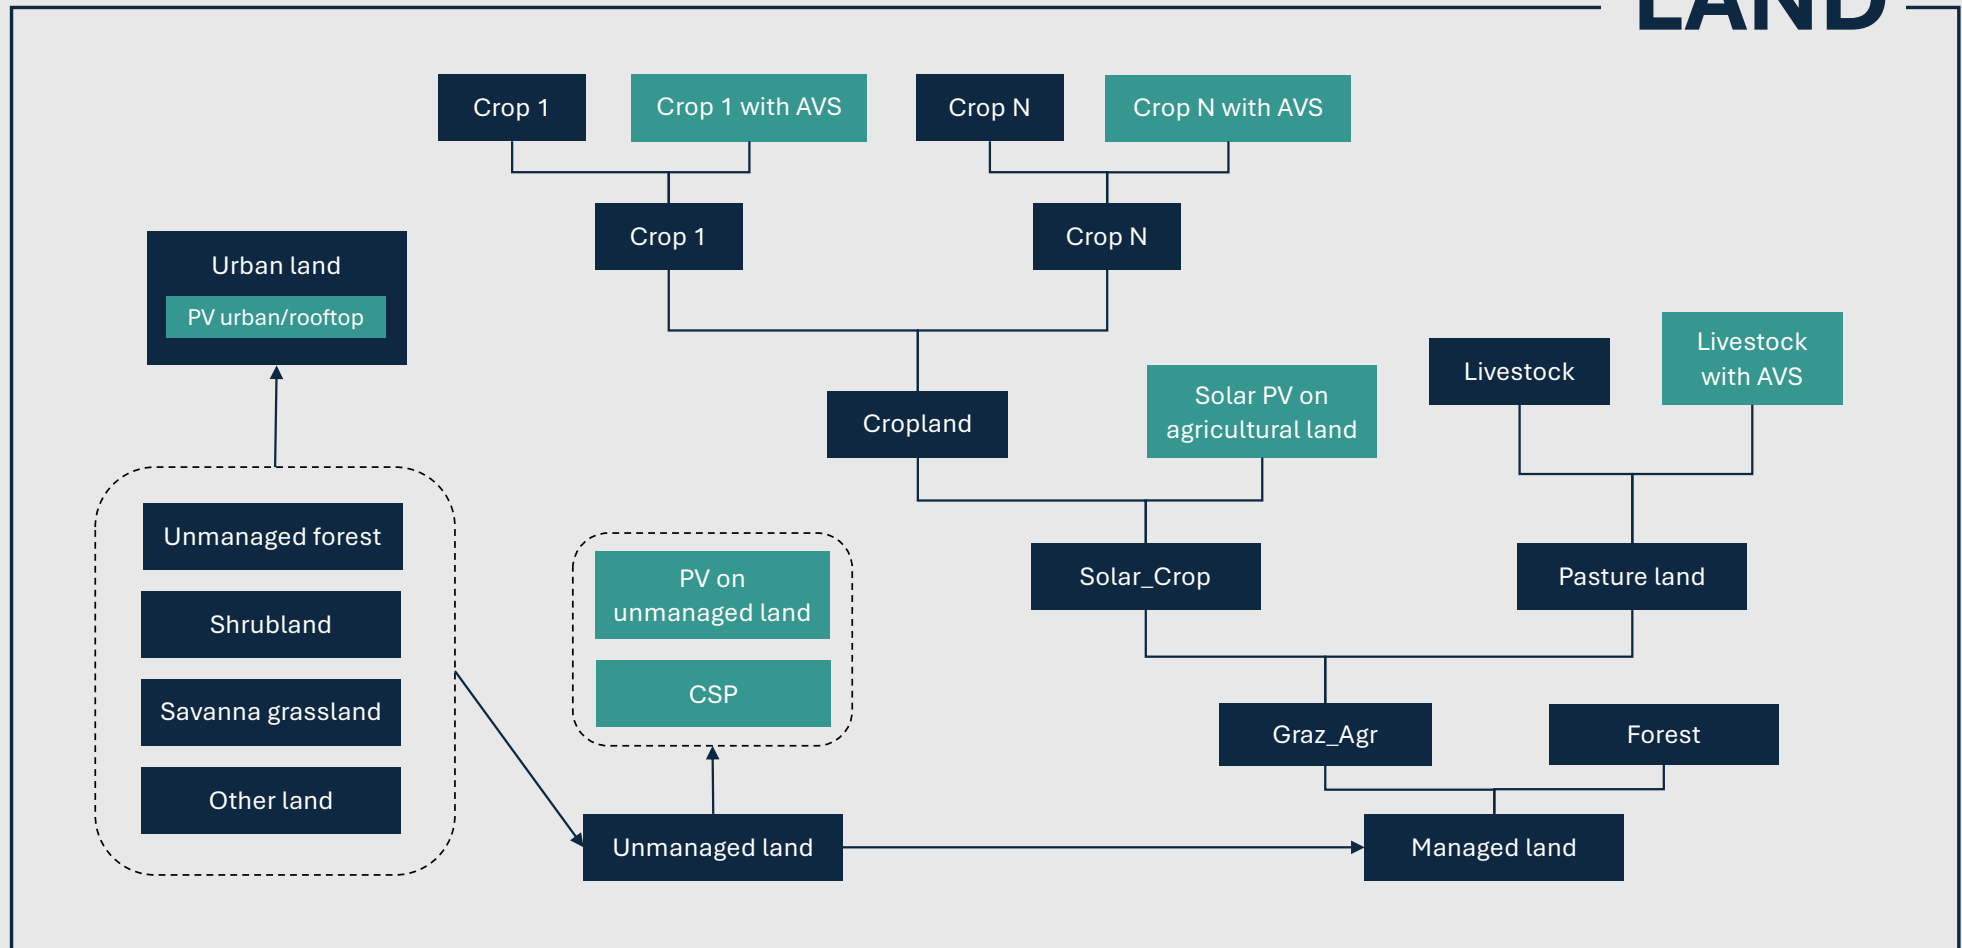 LAND
Crop 1
Crop 1 with AVS
Crop N
Crop N with AVS
Crop 1
Crop N
Urban land
PV urban/rooftop
Livestock
Livestock
with AVS
Cropland
Solar PV on
agricultural land
Unmanaged forest
Shrubland
Savanna grassland
Other land
PV on
unmanaged land
CSP
Solar_Crop
Pasture land
Graz_Agr
Forest
Unmanaged land
Managed land